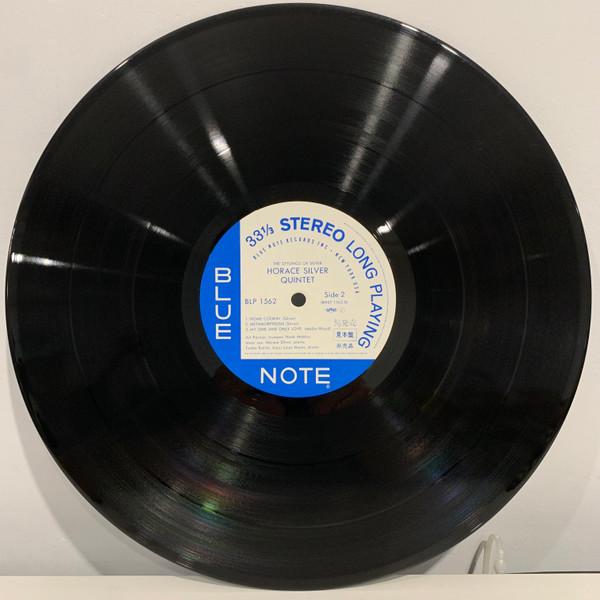 33 1/3 STEREO LONG PLAYING
BLUE NOTE RECORDS INC • NEW YORK USA
THE STYLINGS OF SILVER
HORACE SILVER
QUINTET
BLP 1562
Side 2
BLUE
NOTE
®
1. HOME COOKIN' (Silver)
2. METAMORPHOSIS (Silver)
3. MY ONE AND ONLY LOVE
見本盤
非売品
Art Farmer, trumpet; Hank Mobley,
tenor sax; Horace Silver, piano;
Teddy Kotick, bass; Louis Hayes, drums.